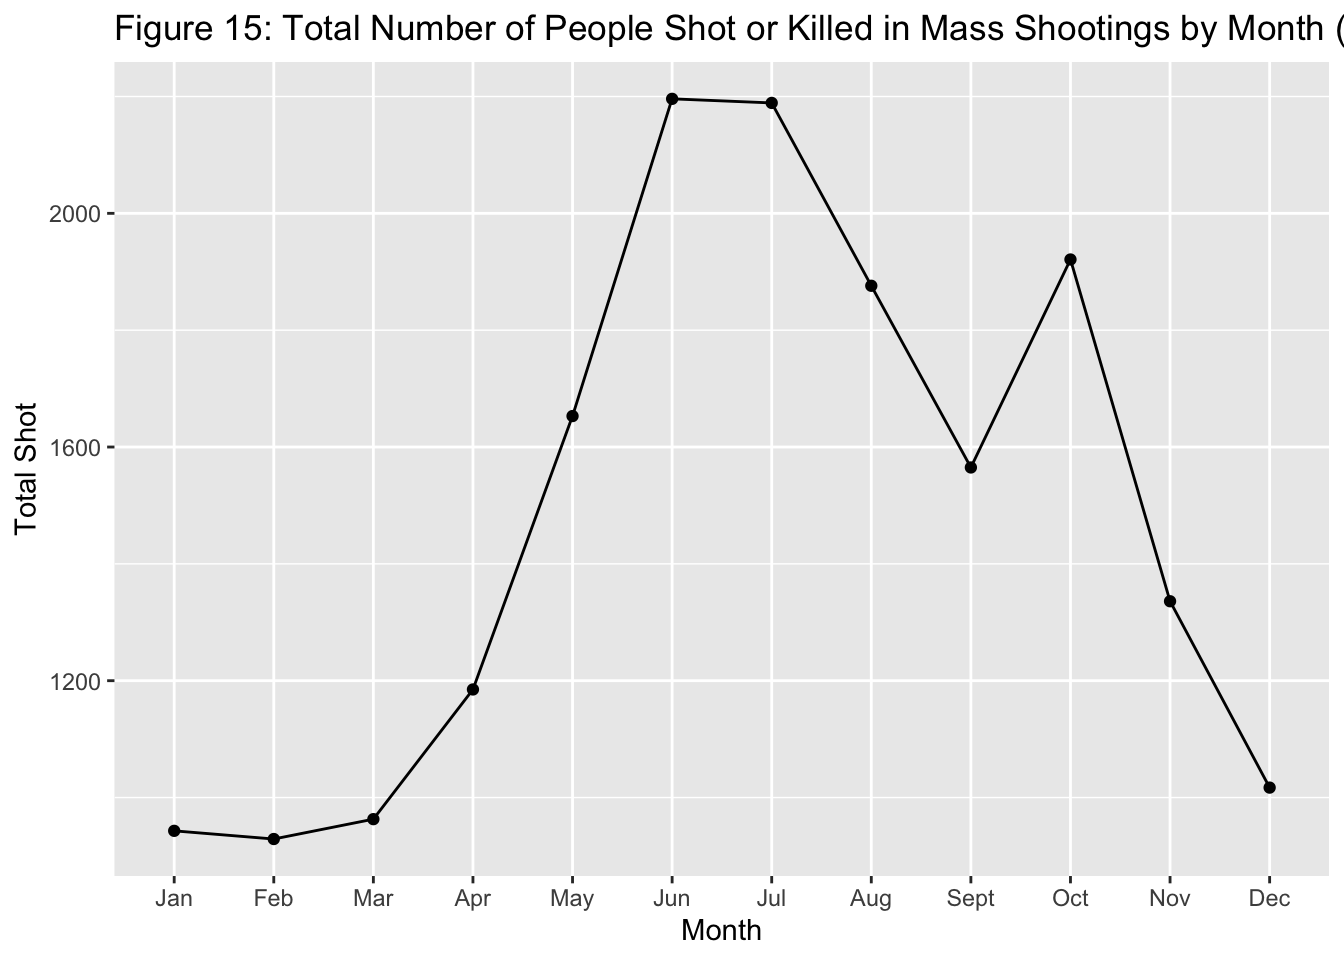 Figure 15: Total Number of People Shot or Killed in Mass Shootings by Month (
2000
1600
1200
Total Shot
Jan Feb Mar Apr May Jun Jul Aug Sept Oct Nov Dec
Month